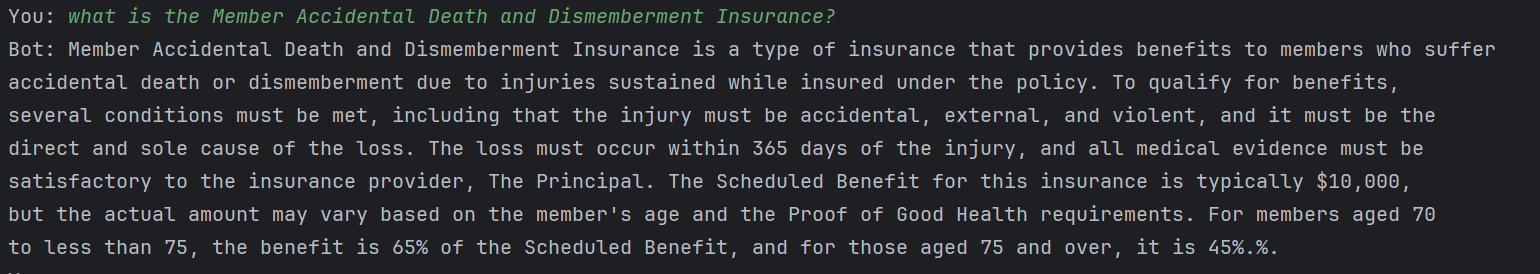 You: what is the Member Accidental Death and Dismemberment Insurance?
Bot: Member Accidental Death and Dismemberment Insurance is a type of insurance that provides benefits to members who suffer
accidental death or dismemberment due to injuries sustained while insured under the policy. To qualify for benefits,
several conditions must be met, including that the injury must be accidental, external, and violent, and it must be the
direct and sole cause of the loss. The loss must occur within 365 days of the injury, and all medical evidence must be
satisfactory to the insurance provider, The Principal. The Scheduled Benefit for this insurance is typically $10,000,
but the actual amount may vary based on the member's age and the Proof of Good Health requirements. For members aged 70
to less than 75, the benefit is 65% of the Scheduled Benefit, and for those aged 75 and over, it is 45%.%.